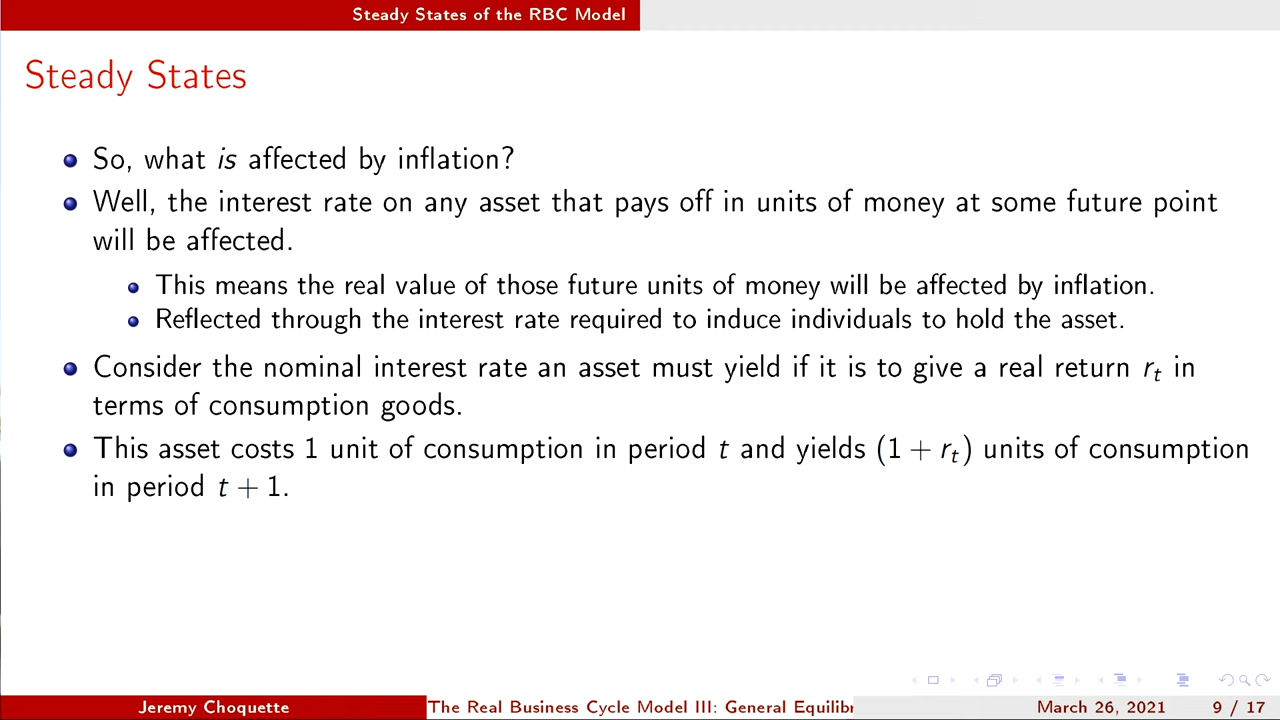 Steady States of the RBC Model
Steady States
So, what is affected by inflation?
Well, the interest rate on any asset that pays off in units of money at some future point
will be affected.
This means the real value of those future units of money will be affected by inflation.
Reflected through the interest rate required to induce individuals to hold the asset.
Consider the nominal interest rate an asset must yield if it is to give a real return rₜ in
terms of consumption goods.
This asset costs 1 unit of consumption in period t and yields (1 + rₜ) units of consumption
in period t + 1.
Jeremy Choquette The Real Business Cycle Model III: General Equilibr March 26, 2021 9 / 17